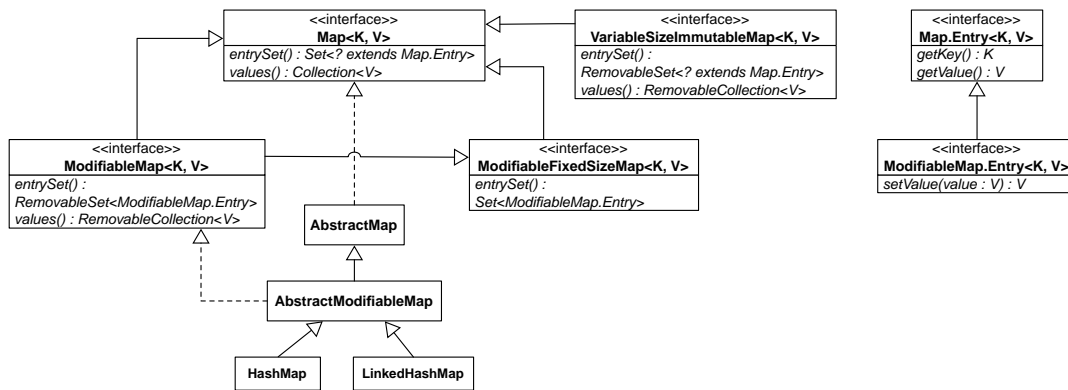 <<interface>>
Map<K, V>
entrySet() : Set<? extends Map.Entry>
values() : Collection<V>
<<interface>>
VariableSizeImmutableMap<K, V>
entrySet() :
RemovableSet<? extends Map.Entry>
values() : RemovableCollection<V>
<<interface>>
Map.Entry<K, V>
getKey() : K
getValue() : V
<<interface>>
ModifiableMap<K, V>
entrySet() :
RemovableSet<ModifiableMap.Entry>
values() : RemovableCollection<V>
<<interface>>
ModifiableFixedSizeMap<K, V>
entrySet() :
Set<ModifiableMap.Entry>
<<interface>>
ModifiableMap.Entry<K, V>
setValue(value : V) : V
AbstractMap
AbstractModifiableMap
HashMap
LinkedHashMap